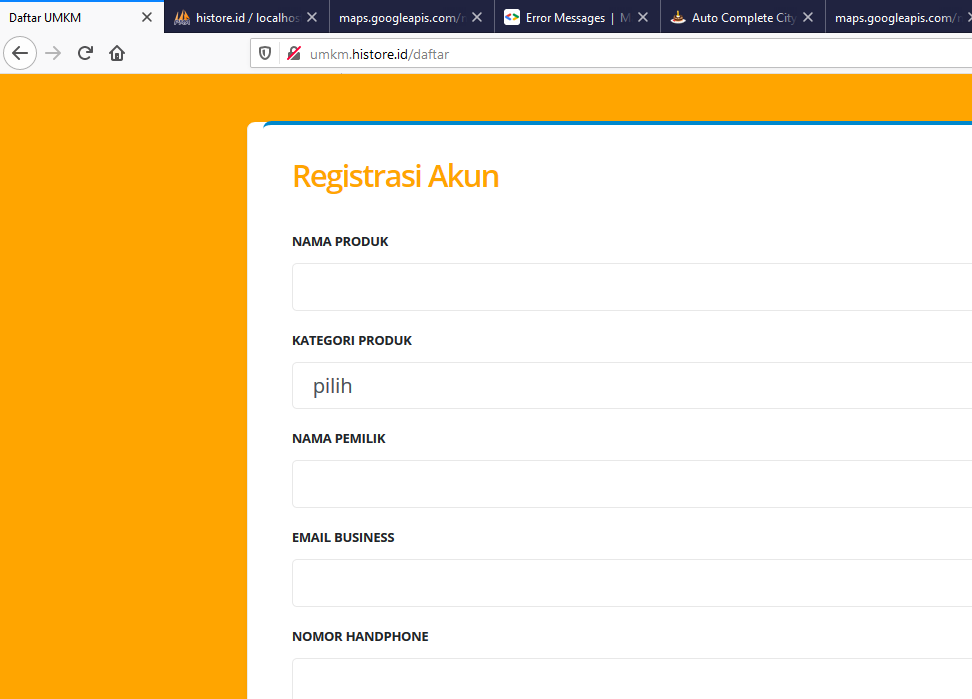 Daftar UMKM
histore.id / localhos
maps.googleapis.com/
Error Messages | M
Auto Complete City
maps.googleapis.com/
umkm.histore.id/daftar
Registrasi Akun
NAMA PRODUK
KATEGORI PRODUK
pilih
NAMA PEMILIK
EMAIL BUSINESS
NOMOR HANDPHONE